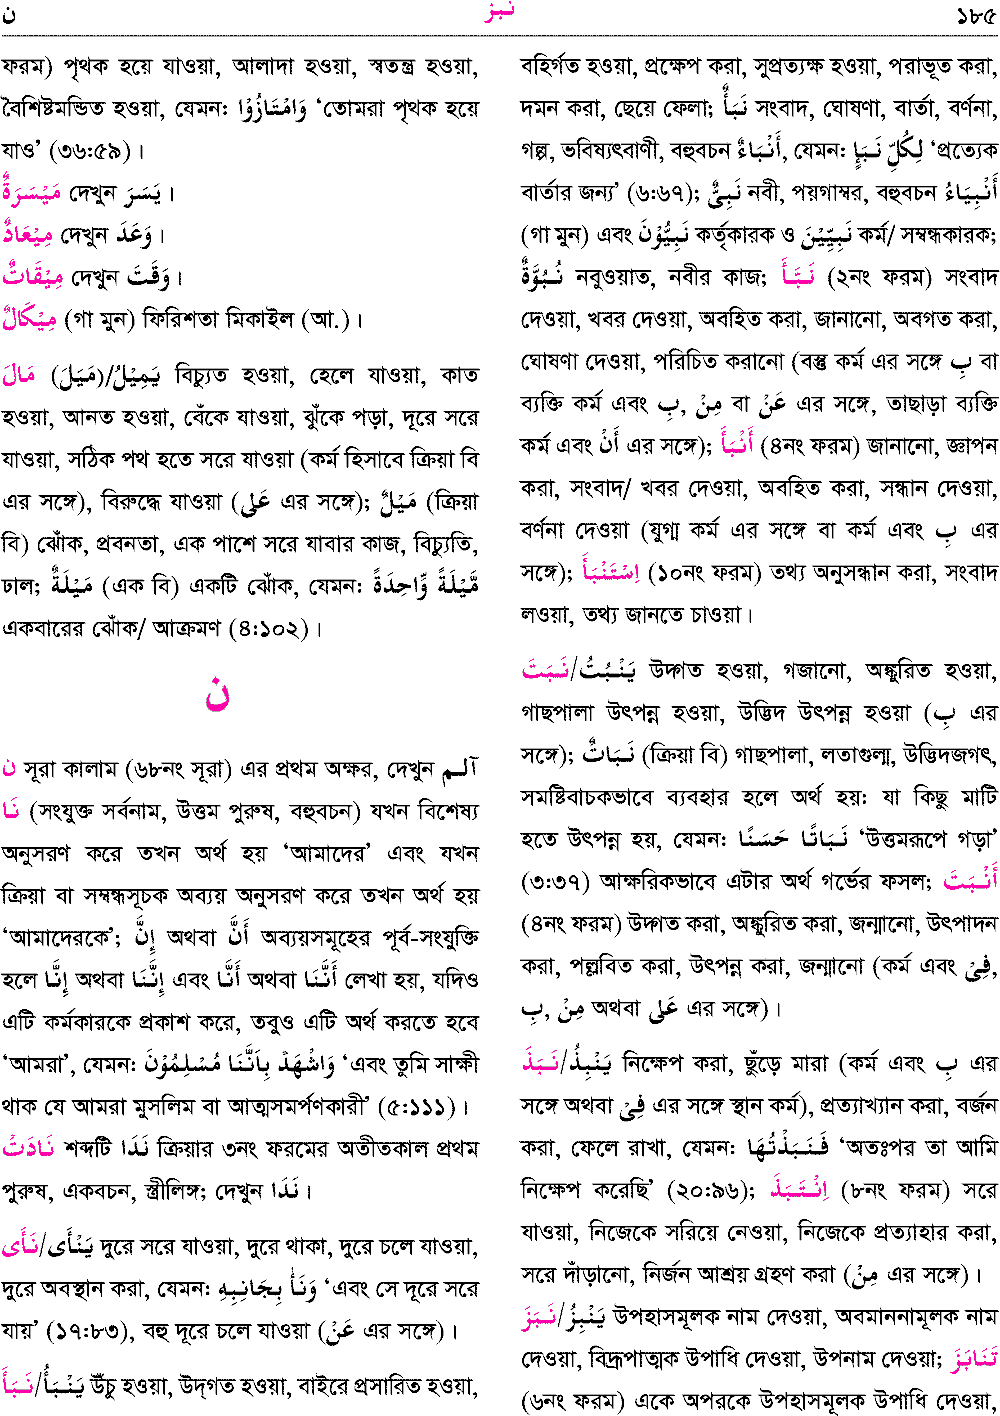 ن نبز ১৮৫
ফরম) পৃথক হয়ে যাওয়া, আলাদা হওয়া, স্বতন্ত্র হওয়া,
বৈশিষ্টমন্ডিত হওয়া, যেমন: وَامْتَازُوْا ‘তোমরা পৃথক হয়ে
যাও’ (৩৬:৫৯)।
مَيْسَرَةٌ দেখুন يَسَرَ ।
مِيْعَادٌ দেখুন وَعَدَ ।
مِيْقَاتٌ দেখুন وَقَتَ ।
مِيْكَالُ (গা মুন) ফিরিশতা মিকাইল (আ.)।
مَالَ (مَيَلَ)/يَمِيْلُ বিচ্যুত হওয়া, হেলে যাওয়া, কাত
হওয়া, আনত হওয়া, বেঁকে যাওয়া, ঝুঁকে পড়া, দূরে সরে
যাওয়া, সঠিক পথ হতে সরে যাওয়া (কর্ম হিসাবে ক্রিয়া বি
এর সঙ্গে), বিরুদ্ধে যাওয়া (عَلٰى এর সঙ্গে); مَيْلٌ (ক্রিয়া
বি) ঝোঁক, প্রবনতা, এক পাশে সরে যাবার কাজ, বিচ্যুতি,
ঢাল; مَيْلَةٌ (এক বি) একটি ঝোঁক, যেমন: مَّيْلَةً وِّاحِدَةً
একবারের ঝোঁক/ আক্রমণ (৪:১০২)।
ن
ن সূরা কালাম (৬৮নং সূরা) এর প্রথম অক্ষর, দেখুন آلـم
نَا (সংযুক্ত সর্বনাম, উত্তম পুরুষ, বহুবচন) যখন বিশেষ্য
অনুসরণ করে তখন অর্থ হয় ‘আমাদের’ এবং যখন
ক্রিয়া বা সম্বন্ধসূচক অব্যয় অনুসরণ করে তখন অর্থ হয়
‘আমাদেরকে’; إِنَّ অথবা أَنَّ অব্যয়সমূহের পূর্ব-সংযুক্তি
হলে إِنَّا অথবা إِنَّنَا এবং أَنَّا অথবা أَنَّنَا লেখা হয়, যদিও
এটি কর্মকারকে প্রকাশ করে, তবুও এটি অর্থ করতে হবে
‘আমরা’, যেমন: وَاشْهَدْ بِأَنَّنَا مُسْلِمُوْنَ ‘এবং তুমি সাক্ষী
থাক যে আমরা মুসলিম বা আত্মসমর্পণকারী’ (৫:১১১)।
نَادَتْ শব্দটি نَدَا ক্রিয়ার ৩নং ফরমের অতীতকাল প্রথম
পুরুষ, একবচন, স্ত্রীলিঙ্গ; দেখুন نَدَا ।
نَأَى/يَنْأَى দূরে সরে যাওয়া, দূরে থাকা, দূরে চলে যাওয়া,
দূরে অবস্থান করা, যেমন: وَنَأٰ بِجَانِبِهِ ‘এবং সে দূরে সরে
যায়’ (১৭:৮৩), বহু দূরে চলে যাওয়া (عَنْ এর সঙ্গে)।
نَبَأَ/يَنْبَأُ উঁচু হওয়া, উদ্‌গত হওয়া, বাইরে প্রসারিত হওয়া,
বহির্গত হওয়া, প্রক্ষেপ করা, সুপ্রত্যক্ষ হওয়া, পরাভূত করা,
দমন করা, ছেয়ে ফেলা; نَبَأٌ সংবাদ, ঘোষণা, বার্তা, বর্ণনা,
গল্প, ভবিষ্যৎবাণী, বহুবচন أَنْبَاءٌ, যেমন: لِكُلِّ نَبَإٍ ‘প্রত্যেক
বার্তার জন্য’ (৬:৬৭); نَبِيٌّ নবী, পয়গাম্বর, বহুবচন أَنْبِيَاءُ
(গা মুন) এবং نَبِيُّوْنَ কর্তৃকারক ও نَبِيِّيْنَ কর্ম/ সম্বন্ধকারক;
نُبُوَّةٌ নবুওয়াত, নবীর কাজ; نَبَّأَ (২নং ফরম) সংবাদ
দেওয়া, খবর দেওয়া, অবহিত করা, জানানো, অবগত করা,
ঘোষণা দেওয়া, পরিচিত করানো (বস্তু কর্ম এর সঙ্গে بِ বা
ব্যক্তি কর্ম এবং بِ, مِنْ বা عَنْ এর সঙ্গে, তাছাড়া ব্যক্তি
কর্ম এবং أَنْ এর সঙ্গে); أَنْبَأَ (৪নং ফরম) জানানো, জ্ঞাপন
করা, সংবাদ/ খবর দেওয়া, অবহিত করা, সন্ধান দেওয়া,
বর্ণনা দেওয়া (যুগ্ম কর্ম এর সঙ্গে বা কর্ম এবং بِ এর
সঙ্গে); اِسْتَنْبَأَ (১০নং ফরম) তথ্য অনুসন্ধান করা, সংবাদ
লওয়া, তথ্য জানতে চাওয়া।
نَبَتَ/يَنْبُتُ উদ্গত হওয়া, গজানো, অঙ্কুরিত হওয়া,
গাছপালা উৎপন্ন হওয়া, উদ্ভিদ উৎপন্ন হওয়া (بِ এর
সঙ্গে); نَبَاتٌ (ক্রিয়া বি) গাছপালা, লতাগুল্ম, উদ্ভিদজগৎ,
সমষ্টিবাচকভাবে ব্যবহার হলে অর্থ হয়: যা কিছু মাটি
হতে উৎপন্ন হয়, যেমন: نَبَاتًا حَسَنًا ‘উত্তমরূপে গড়া’
(৩:৩৭) আক্ষরিকভাবে এটার অর্থ গর্ভের ফসল; أَنْبَتَ
(৪নং ফরম) উদ্গত করা, অঙ্কুরিত করা, জন্মানো, উৎপাদন
করা, পল্লবিত করা, উৎপন্ন করা, জন্মানো (কর্ম এবং فِيْ,
بِ, مِنْ অথবা عَلٰى এর সঙ্গে)।
نَبَذَ/يَنْبِذُ নিক্ষেপ করা, ছুঁড়ে মারা (কর্ম এবং بِ এর
সঙ্গে অথবা فِيْ এর সঙ্গে স্থান কর্ম), প্রত্যাখ্যান করা, বর্জন
করা, ফেলে রাখা, যেমন: فَنَبَذْتُهَا ‘অতঃপর তা আমি
নিক্ষেপ করেছি’ (২০:৯৬); اِنْتَبَذَ (৮নং ফরম) সরে
যাওয়া, নিজেকে সরিয়ে নেওয়া, নিজেকে প্রত্যাহার করা,
সরে দাঁড়ানো, নির্জন আশ্রয় গ্রহণ করা (مِنْ এর সঙ্গে)।
نَبَزَ/يَنْبِزُ উপহাসমূলক নাম দেওয়া, অবমাননামূলক নাম
দেওয়া, বিদ্রূপাত্মক উপাধি দেওয়া, উপনাম দেওয়া; تَنَابَزَ
(৬নং ফরম) একে অপরকে উপহাসমূলক উপাধি দেওয়া,